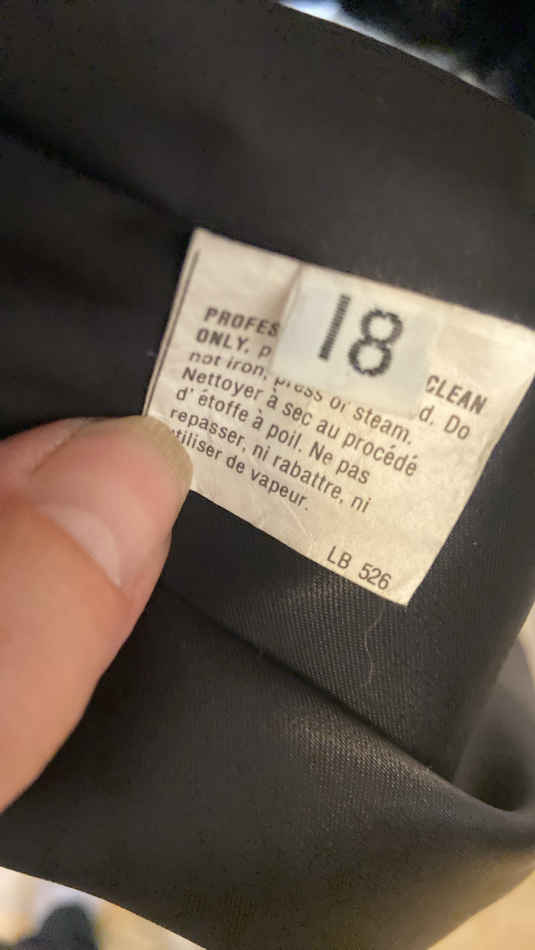 18
PROFES CLEAN
ONLY, p d. Do
not iron, press or steam.
Nettoyer à sec au procédé
d' étoffe à poil. Ne pas
repasser, ni rabattre, ni
utiliser de vapeur.
LB 526